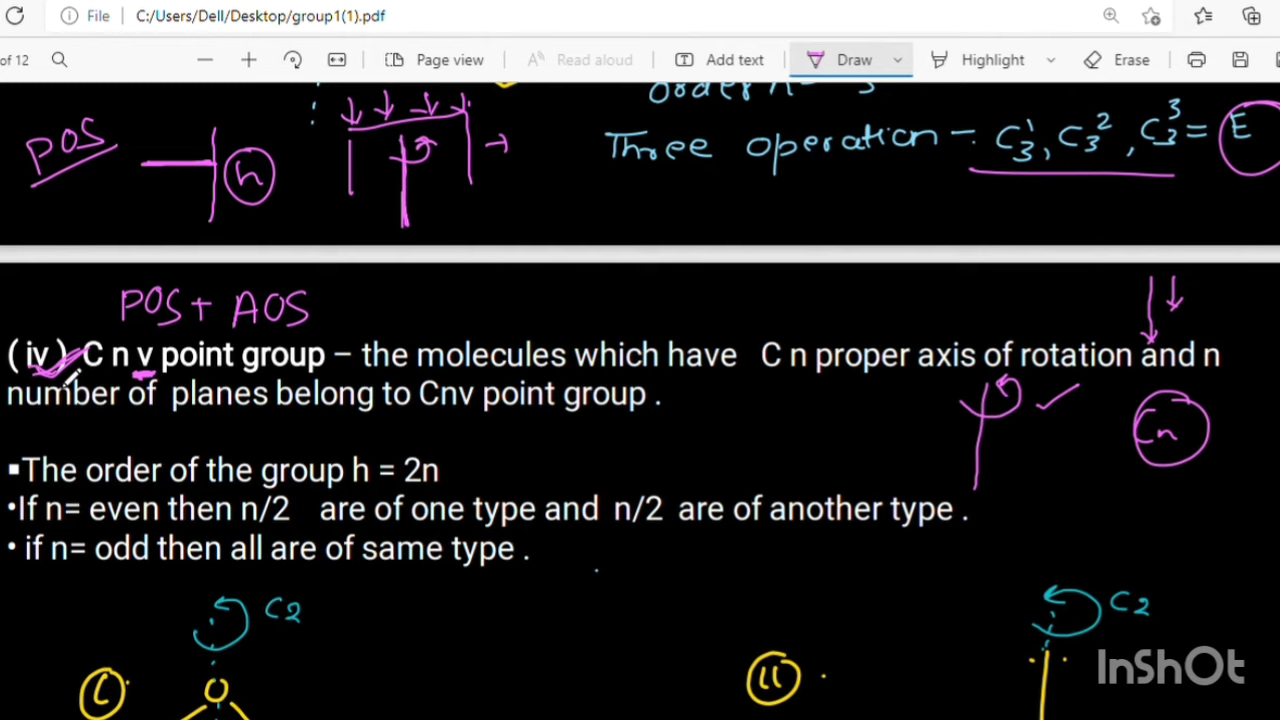 File C:/Users/Dell/Desktop/group1(1).pdf
of 12 Page view Read aloud Add text Draw Highlight Erase
order n = 3
POS h Three operation - C3¹, C3², C3³ = E
POS + AOS
(iv) C n v point group – the molecules which have C n proper axis of rotation and n
number of planes belong to Cnv point group .
Cn
▪The order of the group h = 2n
•If n= even then n/2 are of one type and n/2 are of another type .
• if n= odd then all are of same type .
C2 C2
(i) O (ii)
InShOt